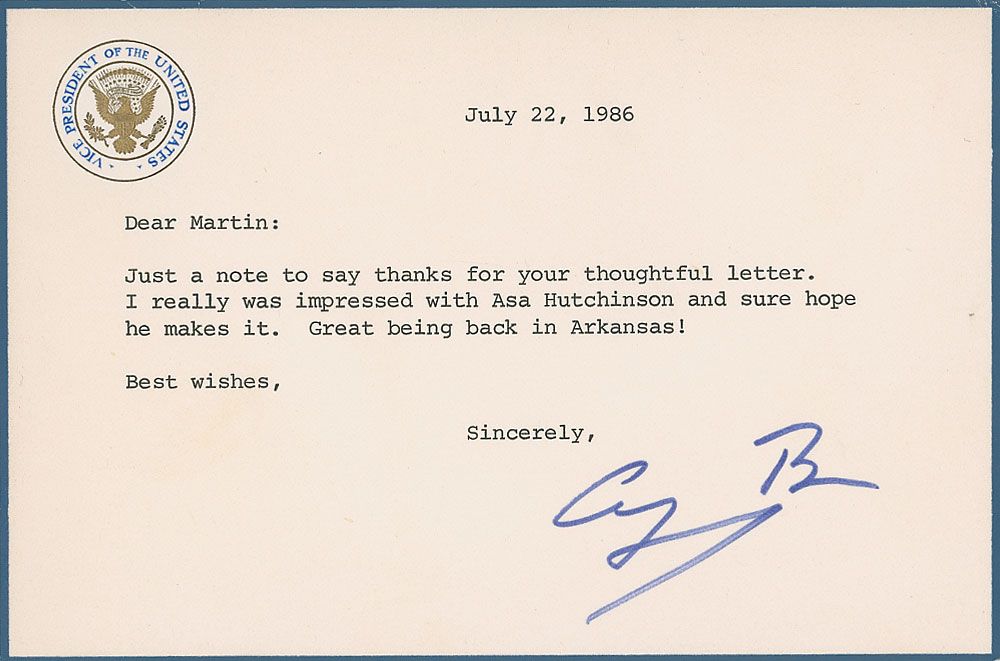 VICE PRESIDENT OF THE UNITED STATES
July 22, 1986
Dear Martin:
Just a note to say thanks for your thoughtful letter.
I really was impressed with Asa Hutchinson and sure hope
he makes it. Great being back in Arkansas!
Best wishes,
Sincerely,